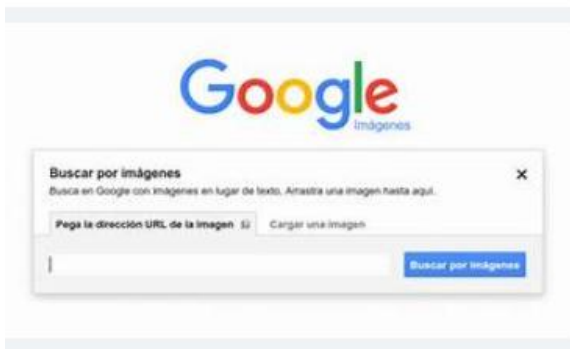 Google
Imágenes
Buscar por imágenes
Busca en Google con imágenes en lugar de texto. Arrastra una imagen hasta aquí.
Pega la dirección URL de la imagen Cargar una imagen
Buscar por imágenes